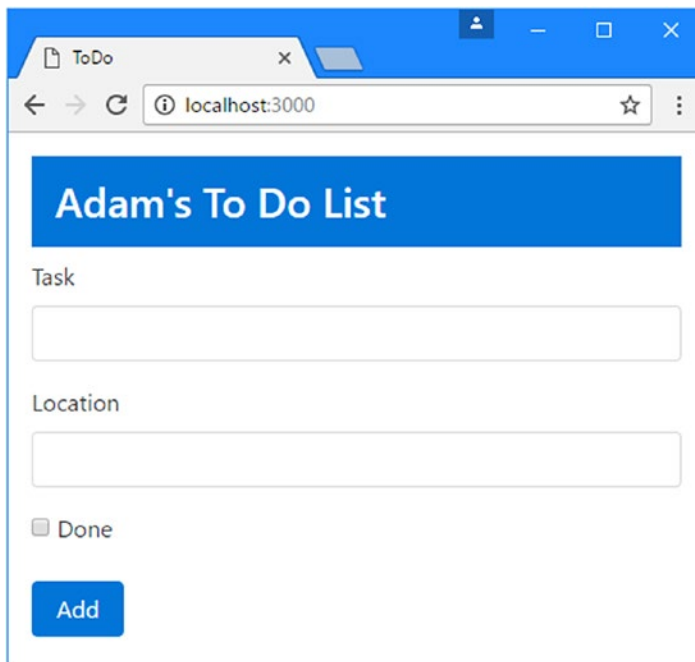 ToDo
localhost:3000
Adam's To Do List
Task
Location
Done
Add